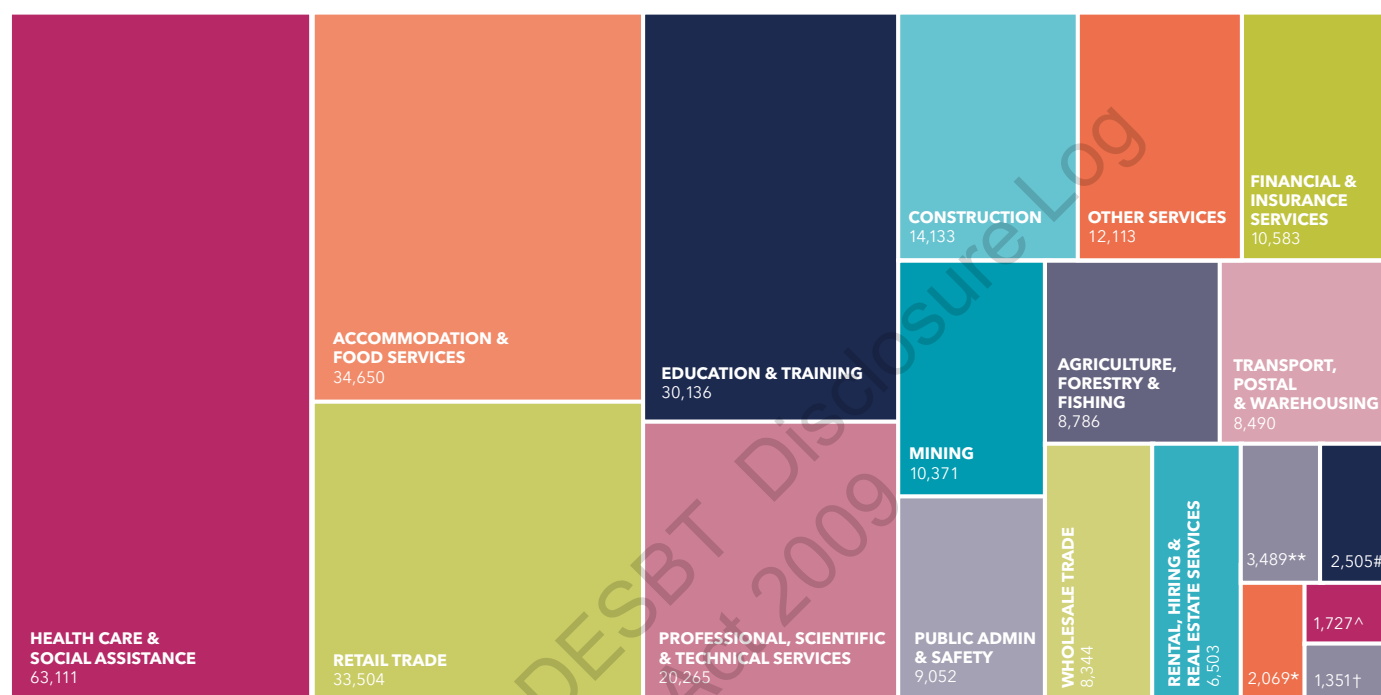 HEALTH CARE &
SOCIAL ASSISTANCE
63,111
ACCOMMODATION &
FOOD SERVICES
34,650
RETAIL TRADE
33,504
EDUCATION & TRAINING
30,136
PROFESSIONAL, SCIENTIFIC
& TECHNICAL SERVICES
20,265
CONSTRUCTION
14,133
OTHER SERVICES
12,113
FINANCIAL &
INSURANCE
SERVICES
10,583
MINING
10,371
AGRICULTURE,
FORESTRY &
FISHING
8,786
TRANSPORT,
POSTAL
& WAREHOUSING
8,490
PUBLIC ADMIN
& SAFETY
9,052
WHOLESALE TRADE
8,344
RENTAL, HIRING &
REAL ESTATE SERVICES
6,503
3,489**
2,505#
2,069*
1,727^
1,351†
DESBT Disclosure Log
Act 2009